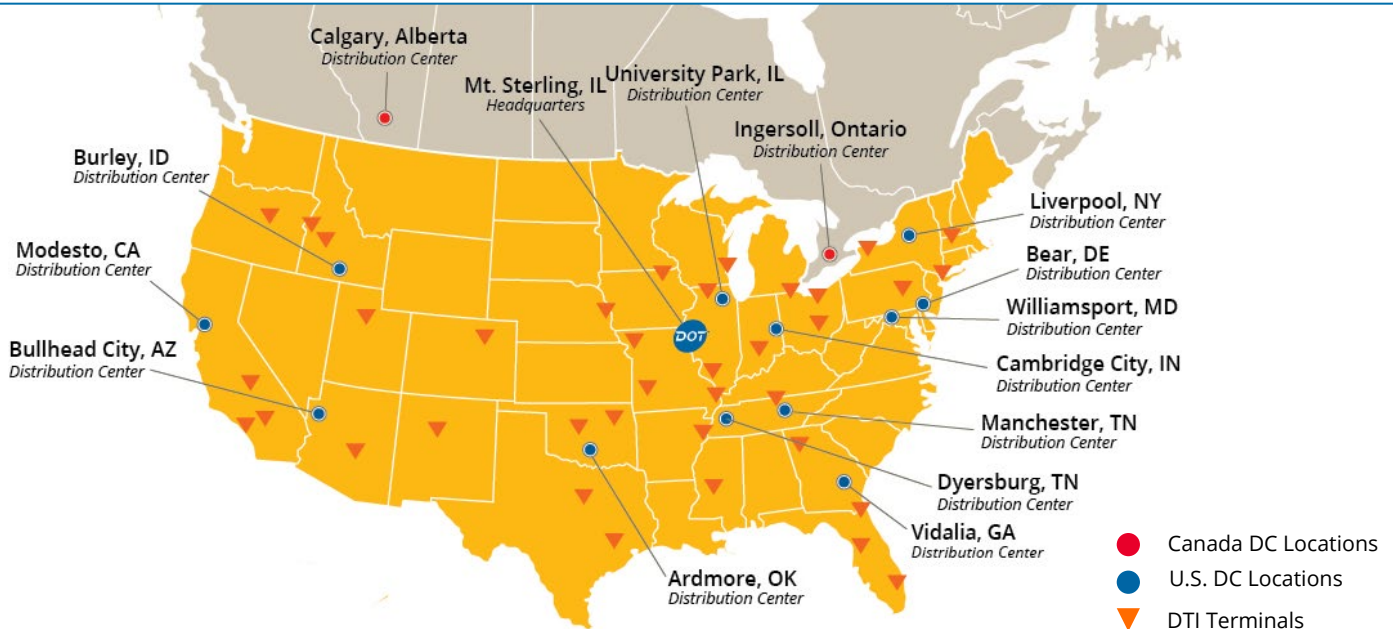 Calgary, Alberta
Distribution Center
Mt. Sterling, IL
Headquarters
University Park, IL
Distribution Center
Ingersoll, Ontario
Distribution Center
Burley, ID
Distribution Center
Modesto, CA
Distribution Center
Bullhead City, AZ
Distribution Center
DOT
Liverpool, NY
Distribution Center
Bear, DE
Distribution Center
Williamsport, MD
Distribution Center
Cambridge City, IN
Distribution Center
Manchester, TN
Distribution Center
Dyersburg, TN
Distribution Center
Vidalia, GA
Distribution Center
Ardmore, OK
Distribution Center
Canada DC Locations
U.S. DC Locations
DTI Terminals